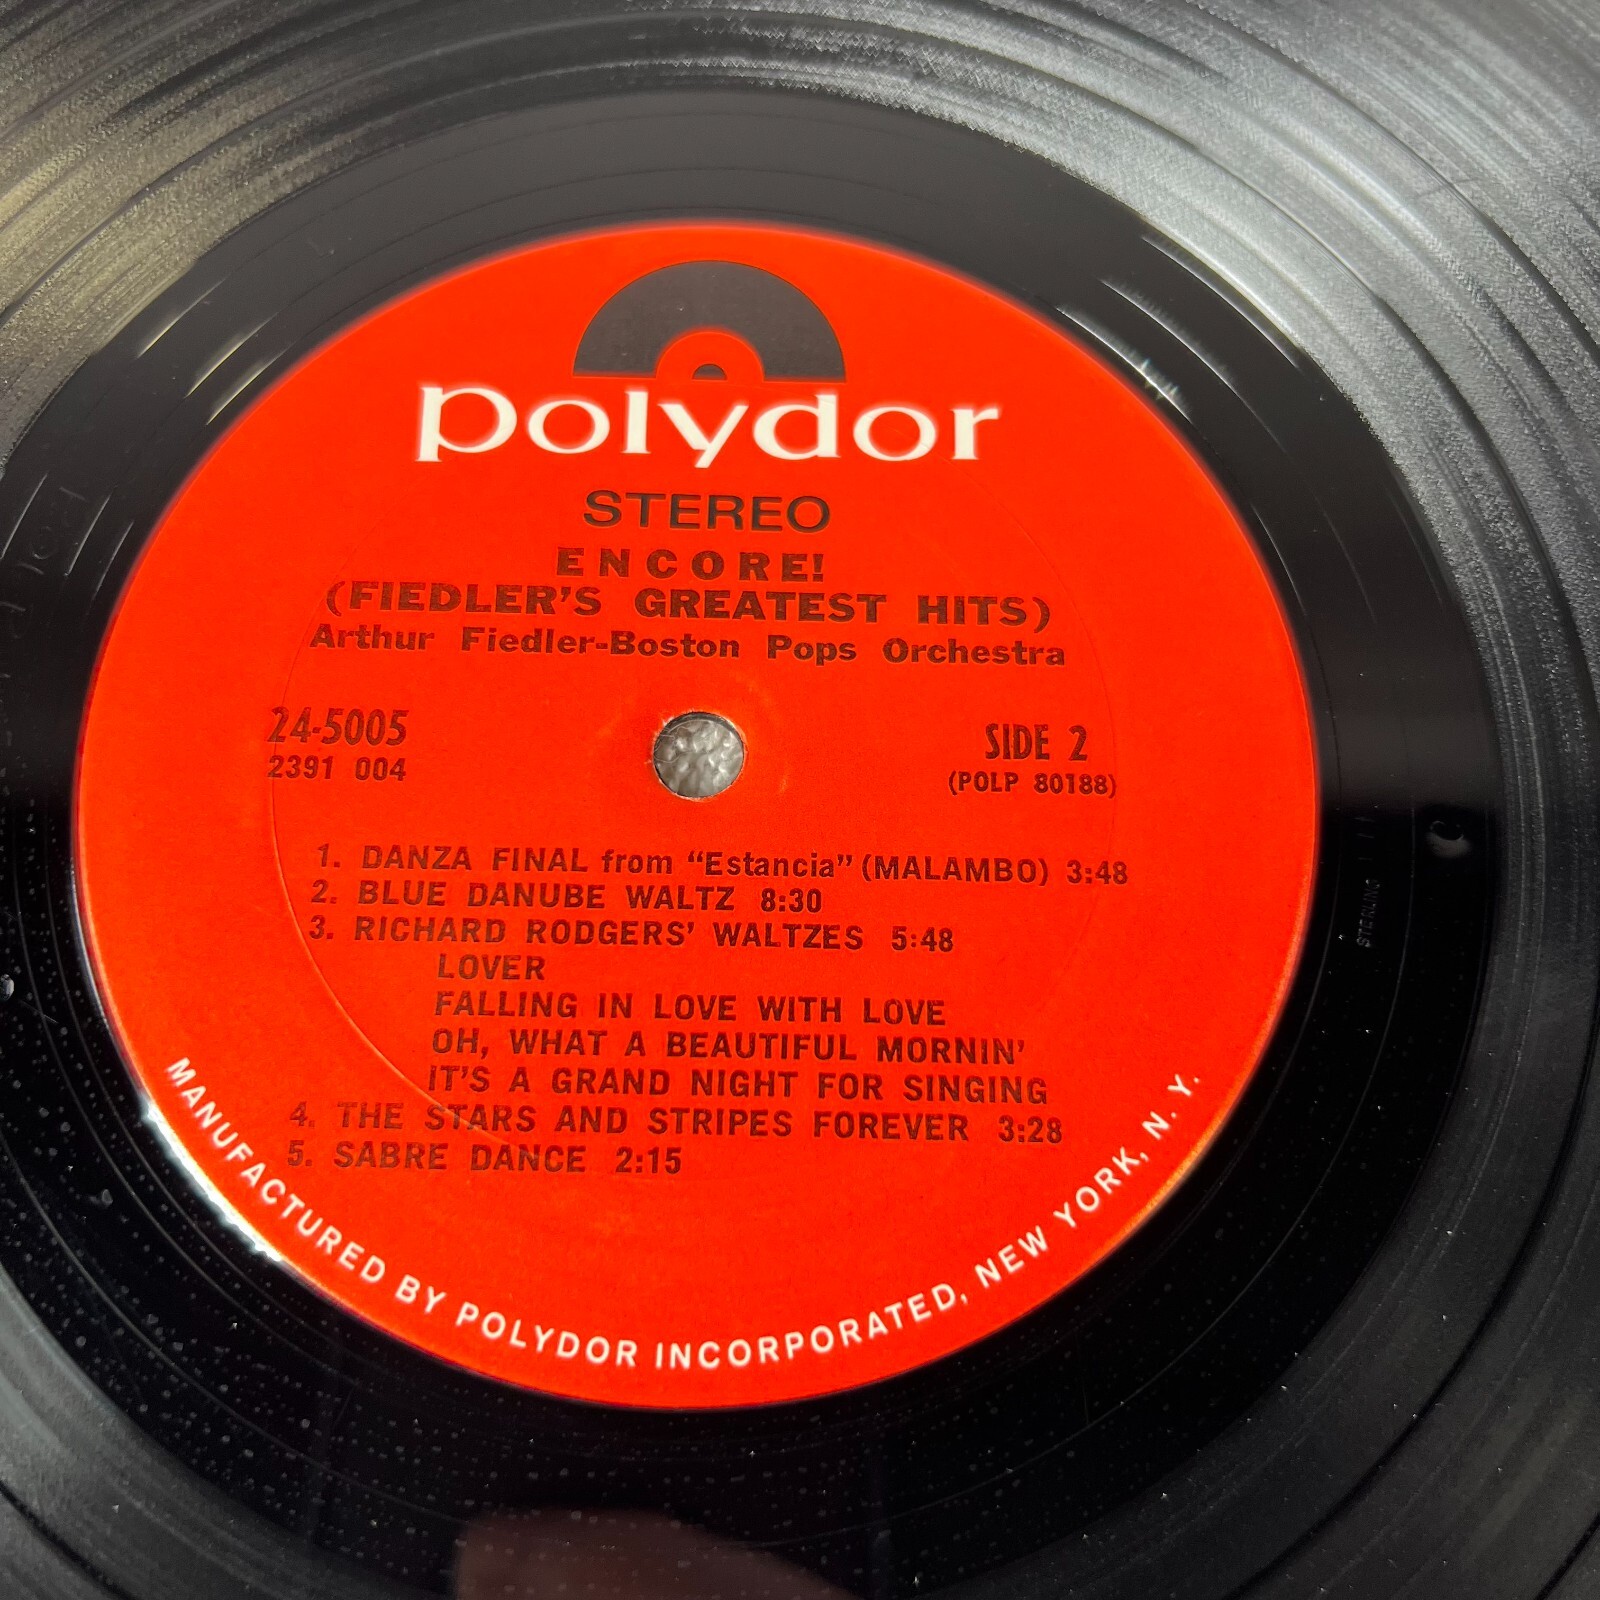 polydor
STEREO
ENCORE!
(FIEDLER'S GREATEST HITS)
Arthur Fiedler-Boston Pops Orchestra
24-5005
2391 004
SIDE 2
(POLP 80188)
1. DANZA FINAL from "Estancia" (MALAMBO) 3:48
2. BLUE DANUBE WALTZ 8:30
3. RICHARD RODGERS' WALTZES 5:48
LOVER
FALLING IN LOVE WITH LOVE
OH, WHAT A BEAUTIFUL MORNIN'
IT'S A GRAND NIGHT FOR SINGING
4. THE STARS AND STRIPES FOREVER 3:28
5. SABRE DANCE 2:15
MANUFACTURED BY POLYDOR INCORPORATED, NEW YORK, N. Y.
STERLING